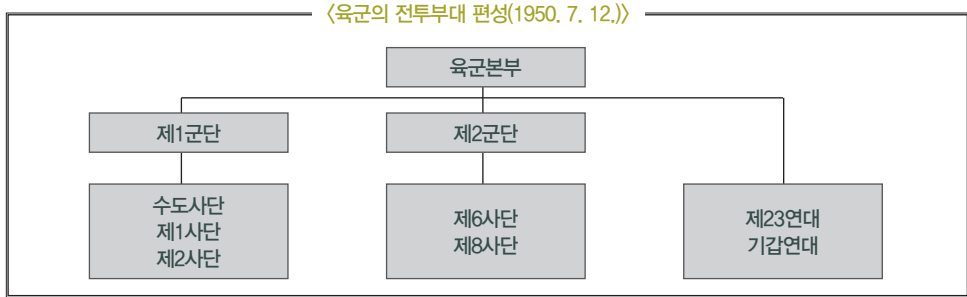 〈육군의 전투부대 편성(1950. 7. 12.)〉
육군본부
제1군단
제2군단
수도사단
제1사단
제2사단
제6사단
제8사단
제23연대
기갑연대